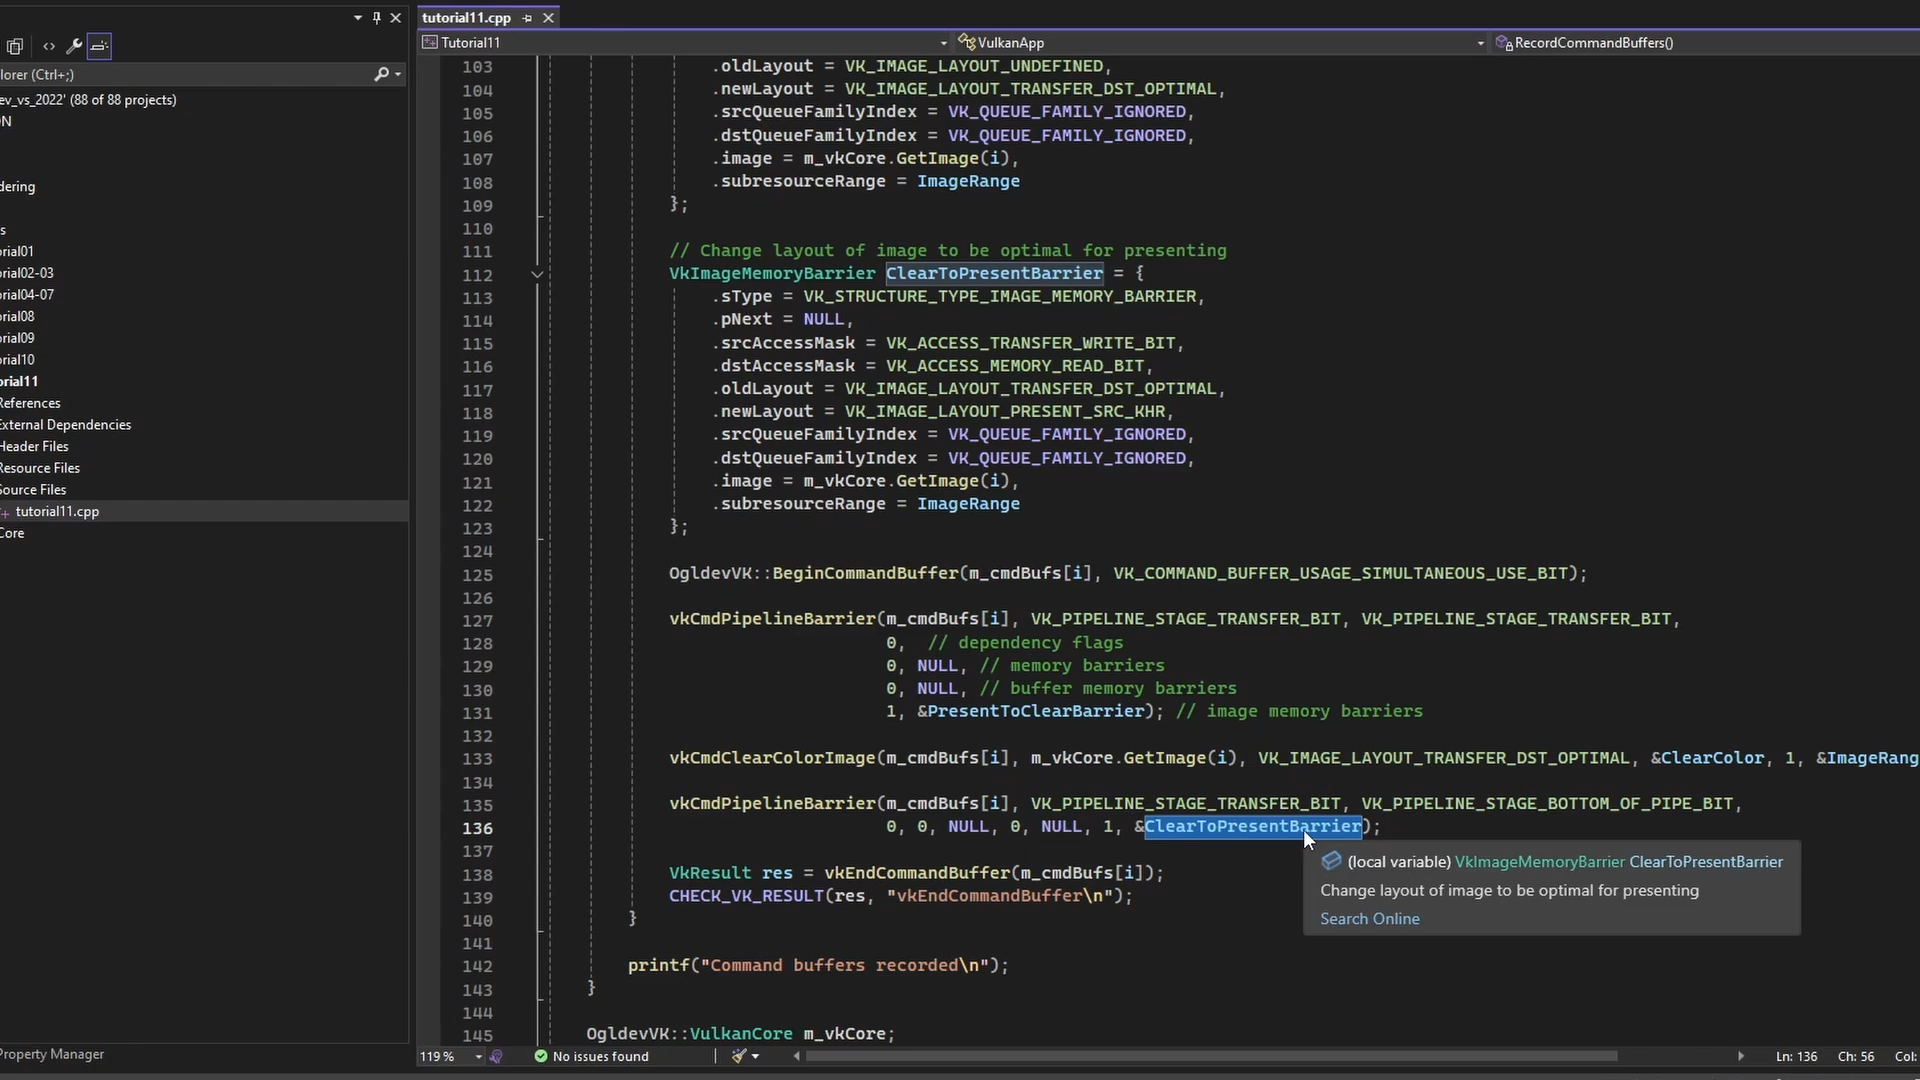 tutorial11.cpp
Tutorial11
VulkanApp
RecordCommandBuffers()
lorer (Ctrl+;)
ev_vs_2022' (88 of 88 projects)
ON
dering
s
orial01
orial02-03
orial04-07
orial08
orial09
orial10
orial11
References
External Dependencies
Header Files
Resource Files
Source Files
tutorial11.cpp
Core
Property Manager
103 .oldLayout = VK_IMAGE_LAYOUT_UNDEFINED,
104 .newLayout = VK_IMAGE_LAYOUT_TRANSFER_DST_OPTIMAL,
105 .srcQueueFamilyIndex = VK_QUEUE_FAMILY_IGNORED,
106 .dstQueueFamilyIndex = VK_QUEUE_FAMILY_IGNORED,
107 .image = m_vkCore.GetImage(i),
108 .subresourceRange = ImageRange
109 };
110
111 // Change layout of image to be optimal for presenting
112 VkImageMemoryBarrier ClearToPresentBarrier = {
113 .sType = VK_STRUCTURE_TYPE_IMAGE_MEMORY_BARRIER,
114 .pNext = NULL,
115 .srcAccessMask = VK_ACCESS_TRANSFER_WRITE_BIT,
116 .dstAccessMask = VK_ACCESS_MEMORY_READ_BIT,
117 .oldLayout = VK_IMAGE_LAYOUT_TRANSFER_DST_OPTIMAL,
118 .newLayout = VK_IMAGE_LAYOUT_PRESENT_SRC_KHR,
119 .srcQueueFamilyIndex = VK_QUEUE_FAMILY_IGNORED,
120 .dstQueueFamilyIndex = VK_QUEUE_FAMILY_IGNORED,
121 .image = m_vkCore.GetImage(i),
122 .subresourceRange = ImageRange
123 };
124
125 OgldevVK::BeginCommandBuffer(m_cmdBufs[i], VK_COMMAND_BUFFER_USAGE_SIMULTANEOUS_USE_BIT);
126
127 vkCmdPipelineBarrier(m_cmdBufs[i], VK_PIPELINE_STAGE_TRANSFER_BIT, VK_PIPELINE_STAGE_TRANSFER_BIT,
128 0, // dependency flags
129 0, NULL, // memory barriers
130 0, NULL, // buffer memory barriers
131 1, &PresentToClearBarrier); // image memory barriers
132
133 vkCmdClearColorImage(m_cmdBufs[i], m_vkCore.GetImage(i), VK_IMAGE_LAYOUT_TRANSFER_DST_OPTIMAL, &ClearColor, 1, &ImageRang
134
135 vkCmdPipelineBarrier(m_cmdBufs[i], VK_PIPELINE_STAGE_TRANSFER_BIT, VK_PIPELINE_STAGE_BOTTOM_OF_PIPE_BIT,
136 0, 0, NULL, 0, NULL, 1, &ClearToPresentBarrier);
137
138 VkResult res = vkEndCommandBuffer(m_cmdBufs[i]);
139 CHECK_VK_RESULT(res, "vkEndCommandBuffer\n");
140 }
141
142 printf("Command buffers recorded\n");
143 }
144
145 OgldevVK::VulkanCore m_vkCore;
(local variable) VkImageMemoryBarrier ClearToPresentBarrier
Change layout of image to be optimal for presenting
Search Online
119 % No issues found Ln: 136 Ch: 56 Col: